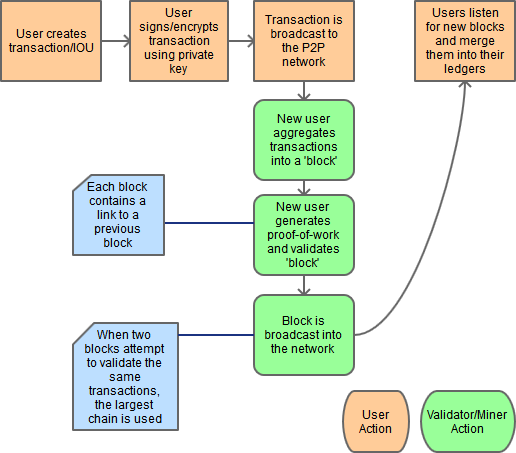 User creates
transaction/IOU
User
signs/encrypts
transaction
using private
key
Transaction is
broadcast to
the P2P
network
Users listen
for new blocks
and merge
them into their
ledgers
New user
aggregates
transactions
into a 'block'
Each block
contains a
link to a
previous
block
New user
generates
proof-of-work
and validates
'block'
Block is
broadcast into
the network
When two
blocks attempt
to validate the
same
transactions,
the largest
chain is used
User
Action
Validator/Miner
Action